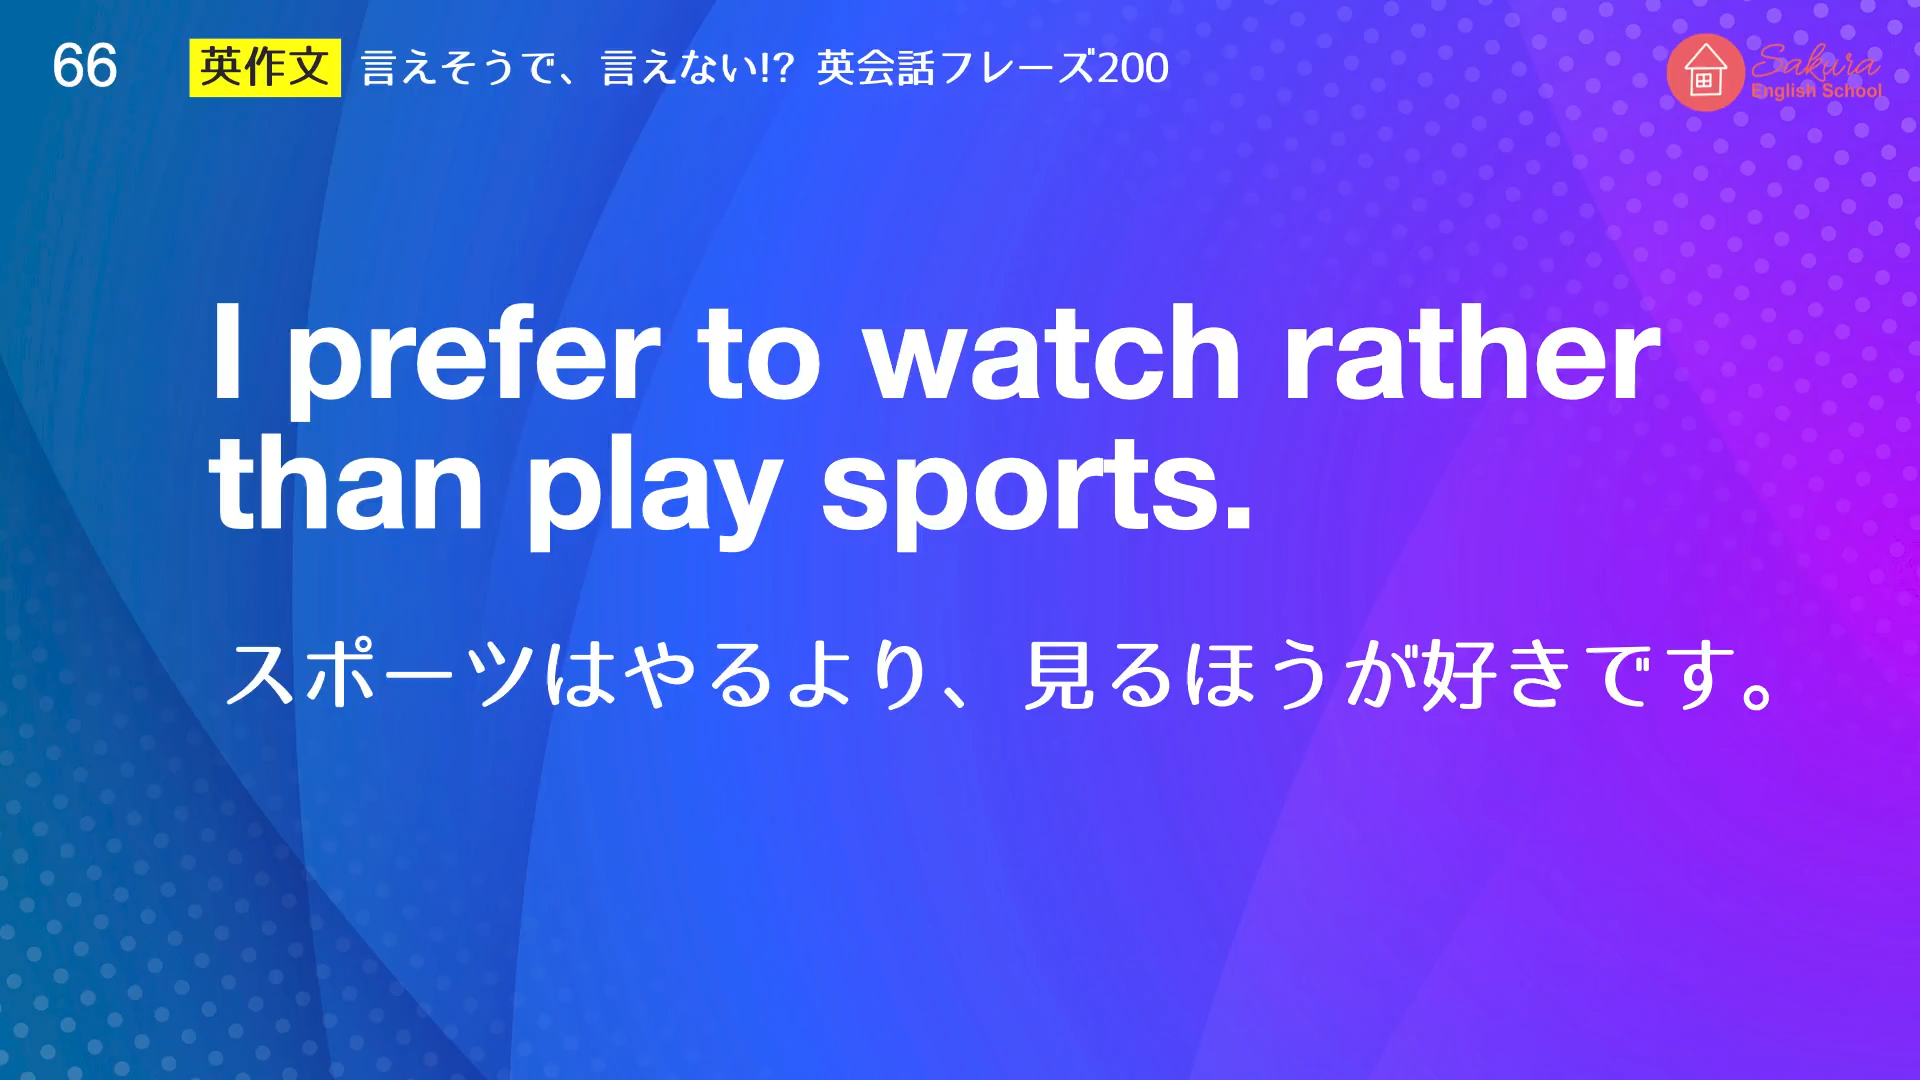 66
英作文 言えそうで、言えない!? 英会話フレーズ200
Sakura
English School
I prefer to watch rather
than play sports.
スポーツはやるより、見るほうが好きです。